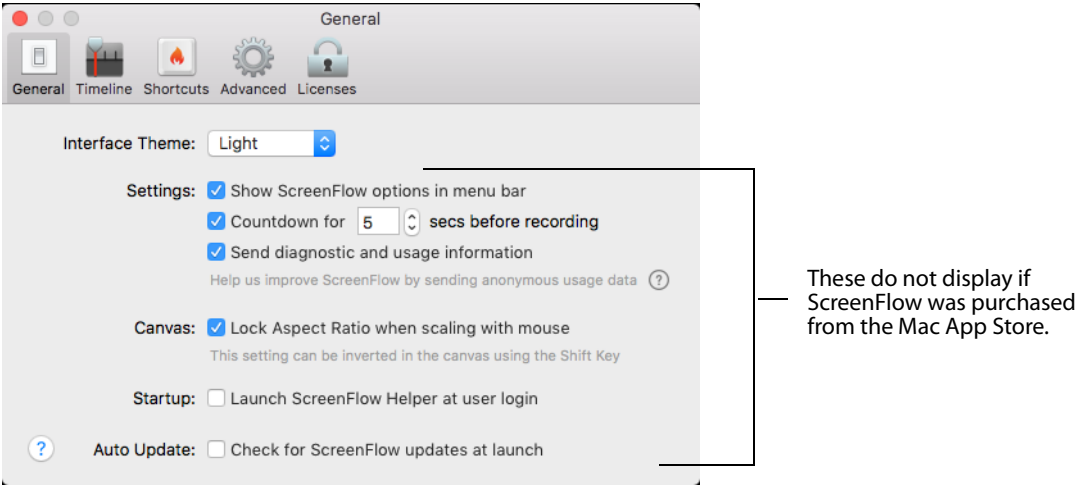 General
General Timeline Shortcuts Advanced Licenses
Interface Theme: Light
Settings: Show ScreenFlow options in menu bar
Countdown for 5 secs before recording
Send diagnostic and usage information
Help us improve ScreenFlow by sending anonymous usage data ?
Canvas: Lock Aspect Ratio when scaling with mouse
This setting can be inverted in the canvas using the Shift Key
Startup: Launch ScreenFlow Helper at user login
? Auto Update: Check for ScreenFlow updates at launch
These do not display if
ScreenFlow was purchased
from the Mac App Store.